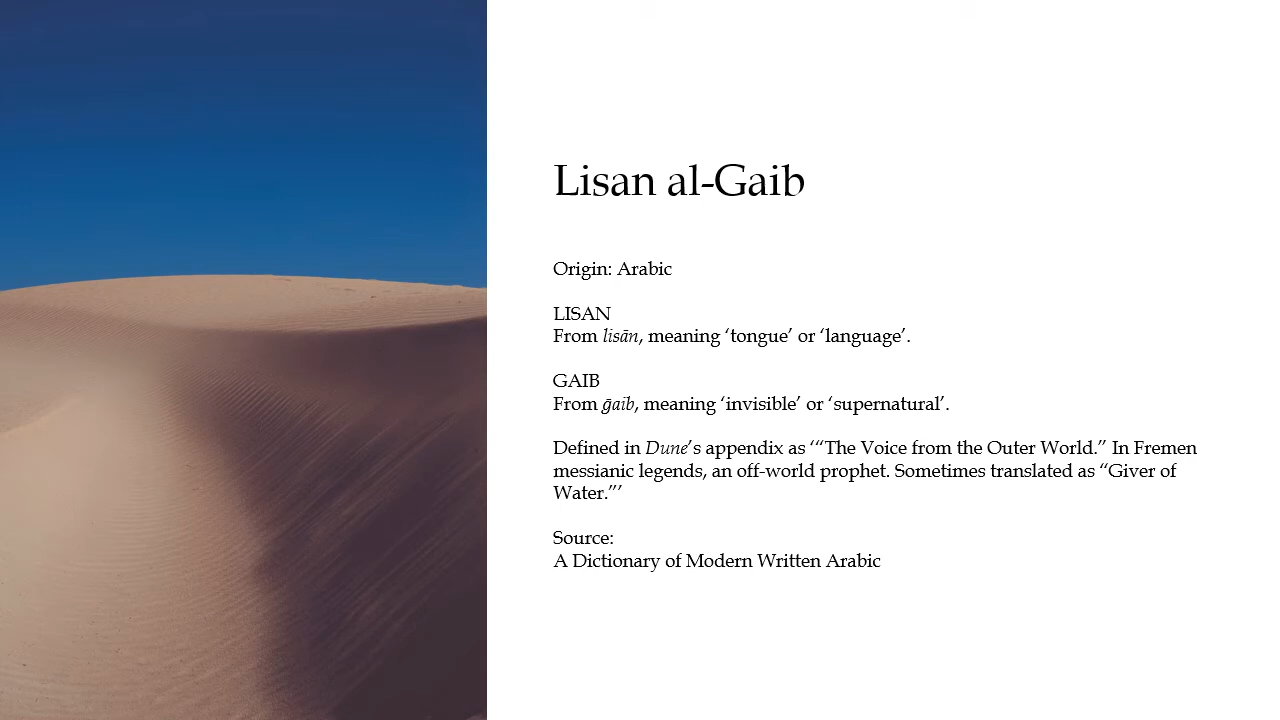 Lisan al-Gaib
Origin: Arabic
LISAN
From lisān, meaning ‘tongue’ or ‘language’.
GAIB
From ḡaib, meaning ‘invisible’ or ‘supernatural’.
Defined in Dune’s appendix as ‘“The Voice from the Outer World.” In Fremen
messianic legends, an off-world prophet. Sometimes translated as “Giver of
Water.”’
Source:
A Dictionary of Modern Written Arabic